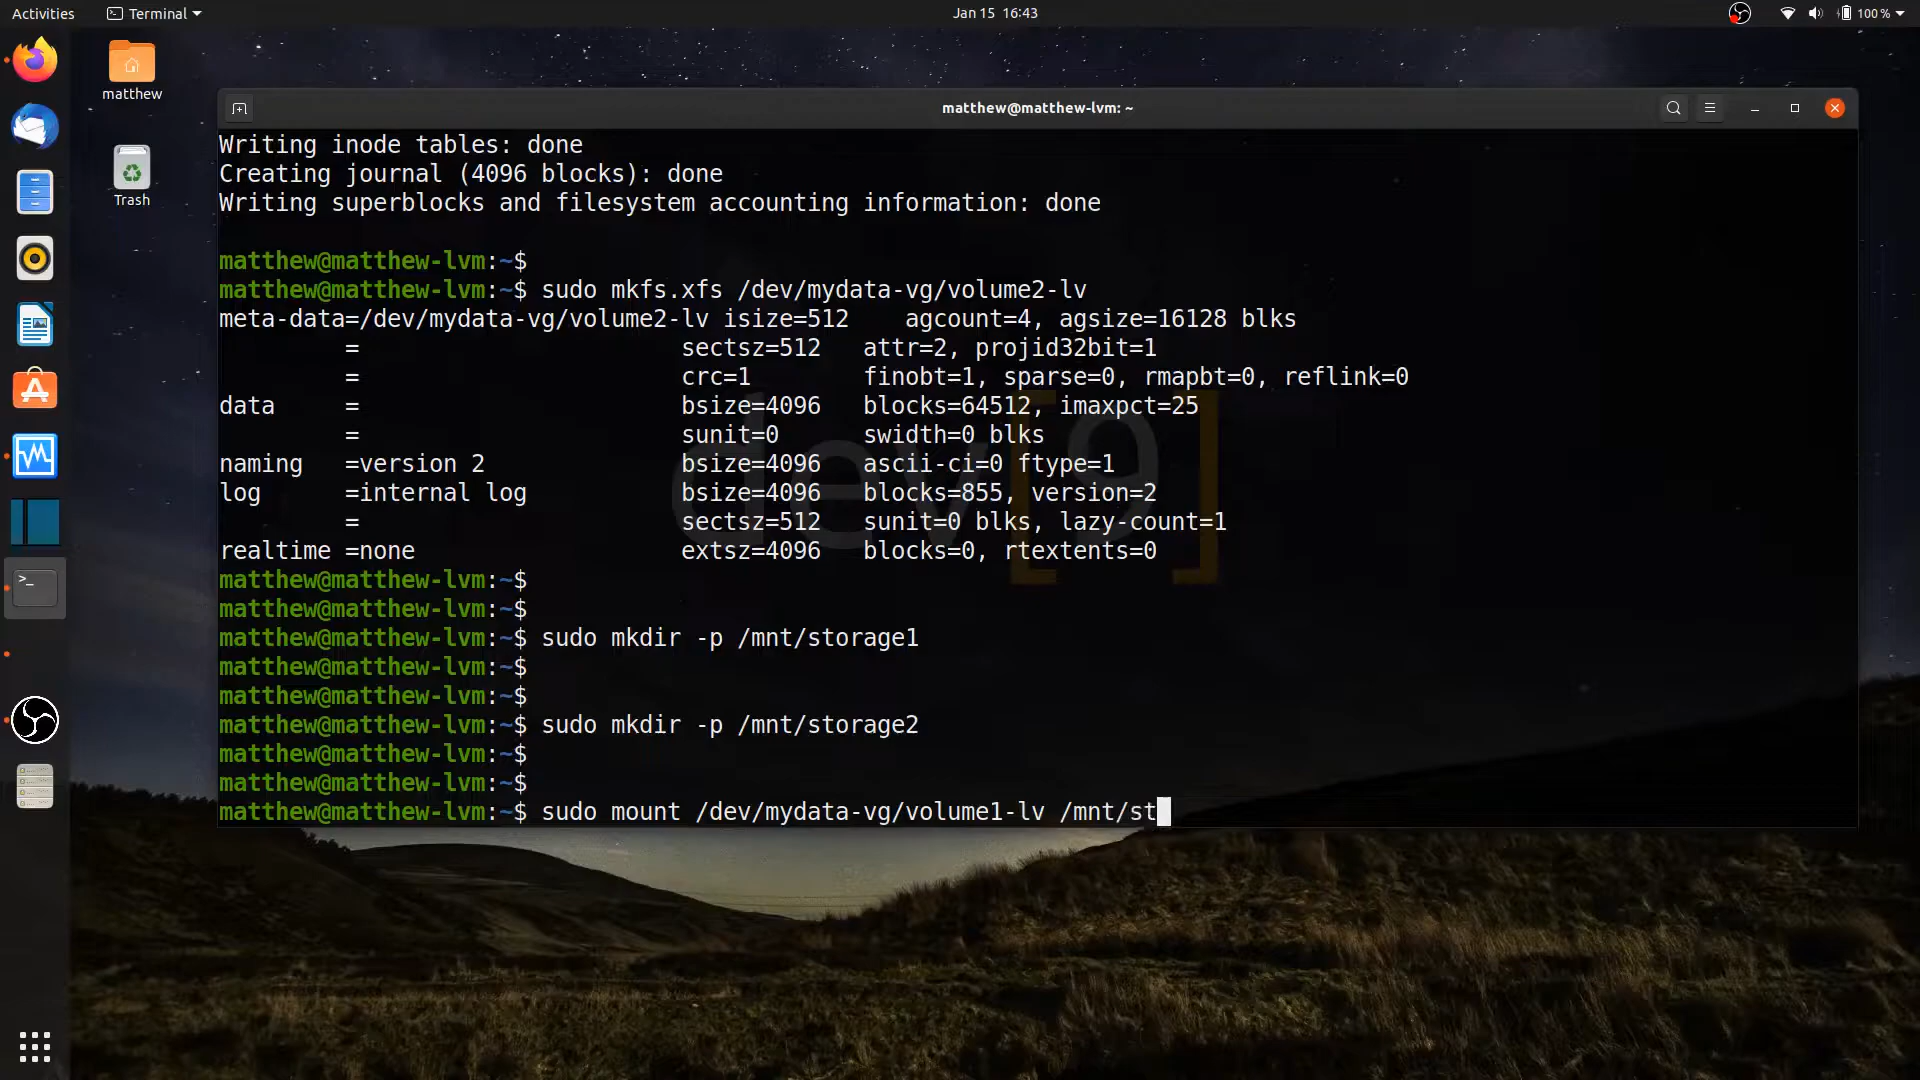 Activities
Terminal
Jan 15 16:43
100 %
matthew
Trash
matthew@matthew-lvm: ~
Writing inode tables: done
Creating journal (4096 blocks): done
Writing superblocks and filesystem accounting information: done
matthew@matthew-lvm:~$
matthew@matthew-lvm:~$ sudo mkfs.xfs /dev/mydata-vg/volume2-lv
meta-data=/dev/mydata-vg/volume2-lv isize=512    agcount=4, agsize=16128 blks
         =                       sectsz=512   attr=2, projid32bit=1
         =                       crc=1        finobt=1, sparse=0, rmapbt=0, reflink=0
data     =                       bsize=4096   blocks=64512, imaxpct=25
         =                       sunit=0      swidth=0 blks
naming   =version 2              bsize=4096   ascii-ci=0 ftype=1
log      =internal log           bsize=4096   blocks=855, version=2
         =                       sectsz=512   sunit=0 blks, lazy-count=1
realtime =none                   extsz=4096   blocks=0, rtextents=0
matthew@matthew-lvm:~$
matthew@matthew-lvm:~$
matthew@matthew-lvm:~$ sudo mkdir -p /mnt/storage1
matthew@matthew-lvm:~$
matthew@matthew-lvm:~$
matthew@matthew-lvm:~$ sudo mkdir -p /mnt/storage2
matthew@matthew-lvm:~$
matthew@matthew-lvm:~$
matthew@matthew-lvm:~$ sudo mount /dev/mydata-vg/volume1-lv /mnt/st
dev[9]